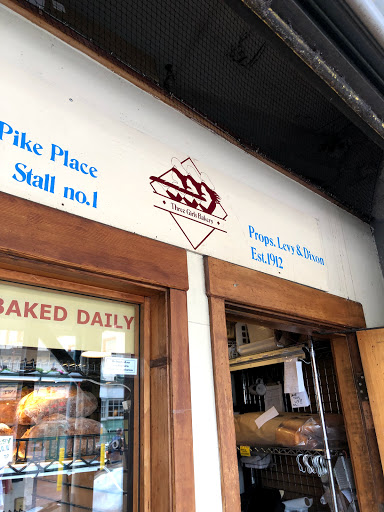 Pike Place
Stall no.1
Three Girls Bakery
Props. Levy & Dixon
Est.1912
BAKED DAILY